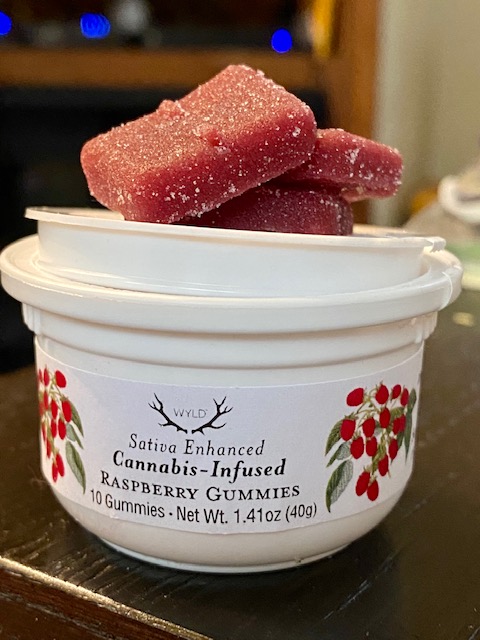 WYLD
Sativa Enhanced
Cannabis-Infused
RASPBERRY GUMMIES
10 Gummies • Net Wt. 1.41oz (40g)